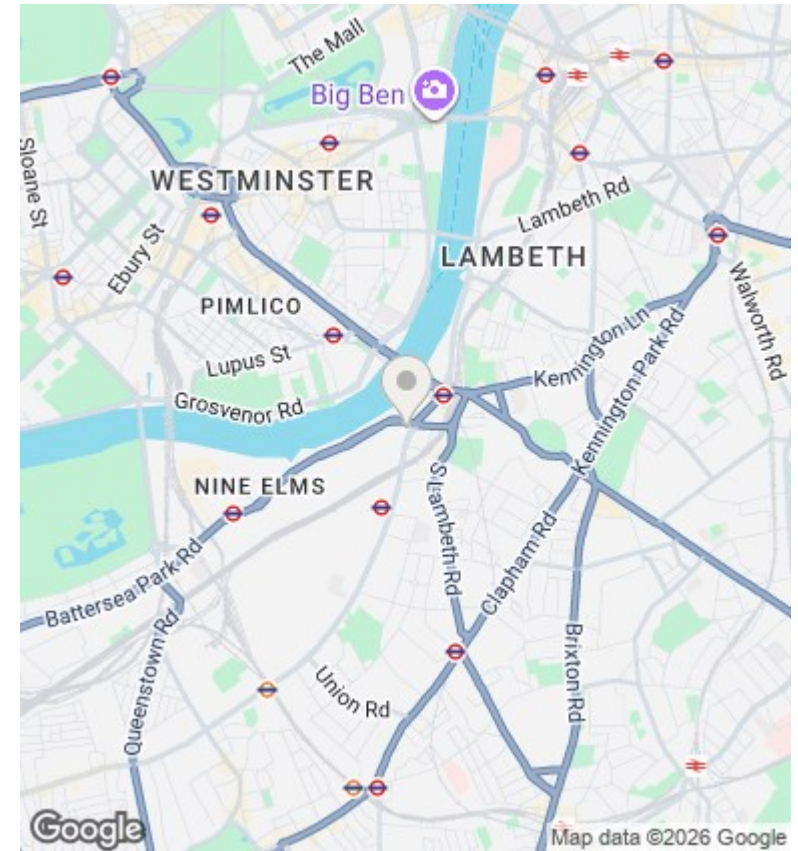 The Mall
Big Ben
Sloane St
WESTMINSTER
Lambeth Rd
Ebury St
LAMBETH
PIMLICO
Walworth Rd
Lupus St
Kennington Ln
Kennington Park Rd
Grosvenor Rd
NINE ELMS
S Lambeth Rd
Clapham Rd
Battersea Park Rd
Brixton Rd
Queenstown Rd
Union Rd
Google
Map data ©2026 Google